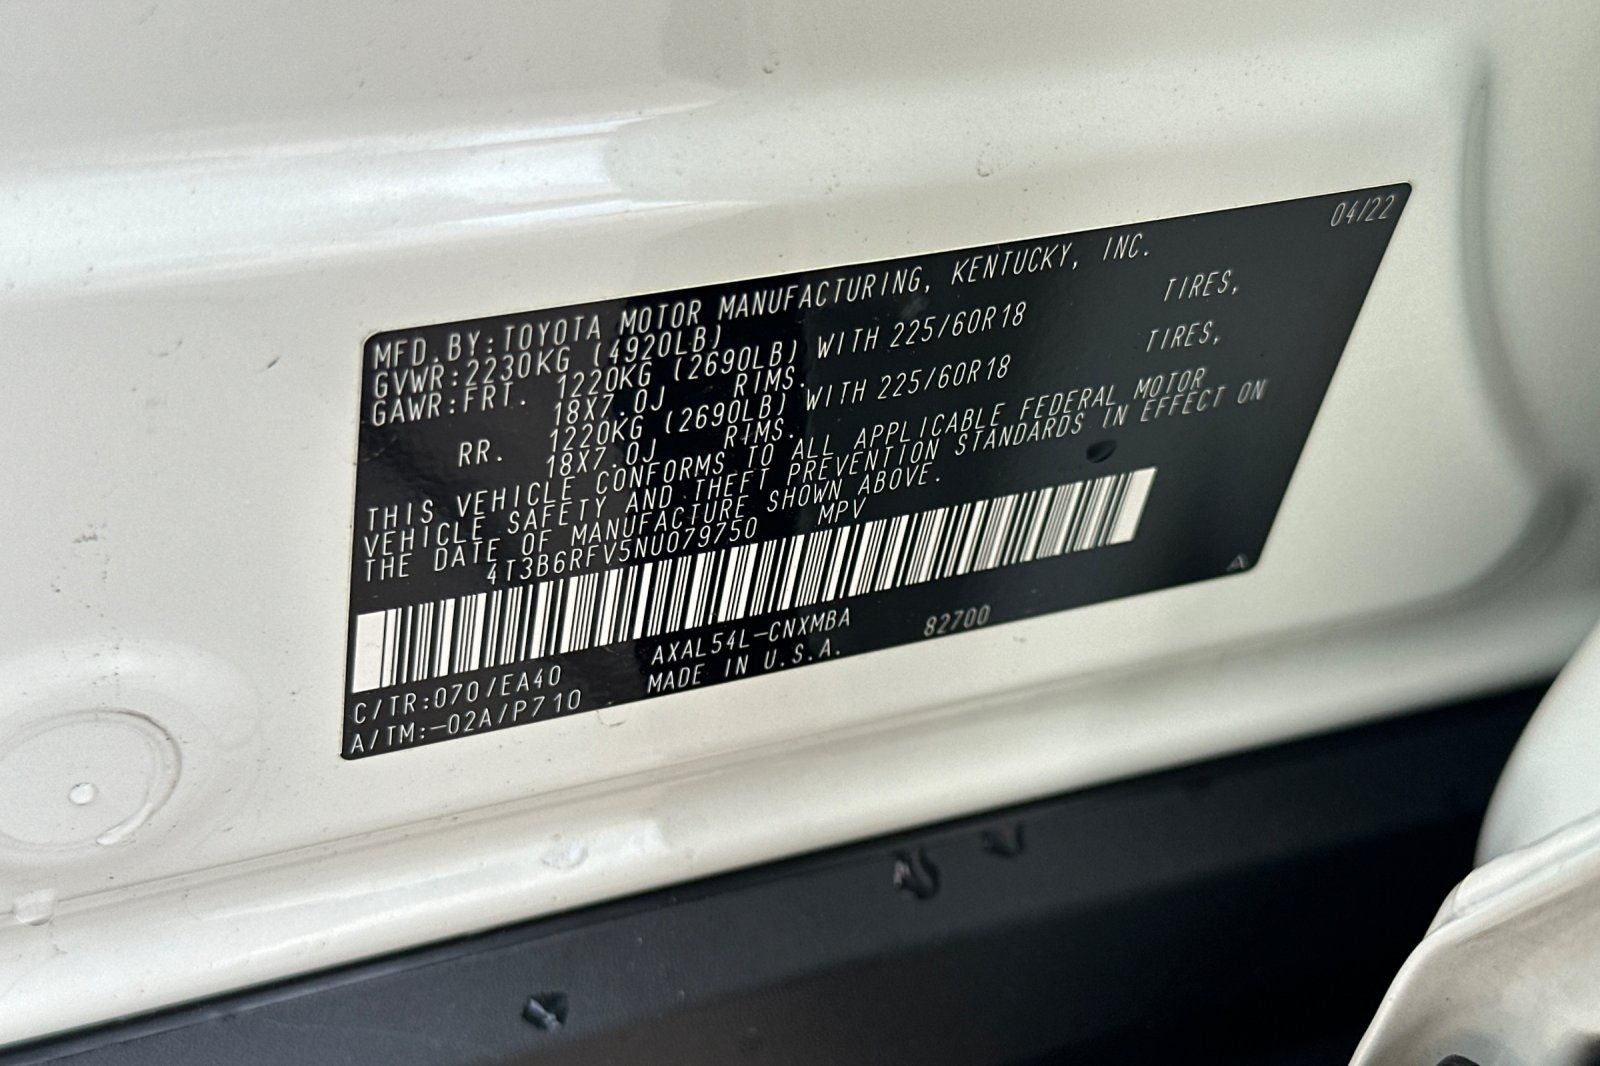 04/22
MFD.BY:TOYOTA MOTOR MANUFACTURING, KENTUCKY, INC.
GVWR:2230KG (4920LB)
GAWR:FRT. 1220KG (2690LB) WITH 225/60R18 TIRES,
18X7.0J RIMS.
RR. 1220KG (2690LB) WITH 225/60R18 TIRES,
18X7.0J RIMS.
THIS VEHICLE CONFORMS TO ALL APPLICABLE FEDERAL MOTOR
VEHICLE SAFETY AND THEFT PREVENTION STANDARDS IN EFFECT ON
THE DATE OF MANUFACTURE SHOWN ABOVE.
4T3B6RFV5NU079750 MPV
C/TR:070/EA40 AXAL54L-CNXMBA 82700
A/TM:-02A/P710 MADE IN U.S.A.
A